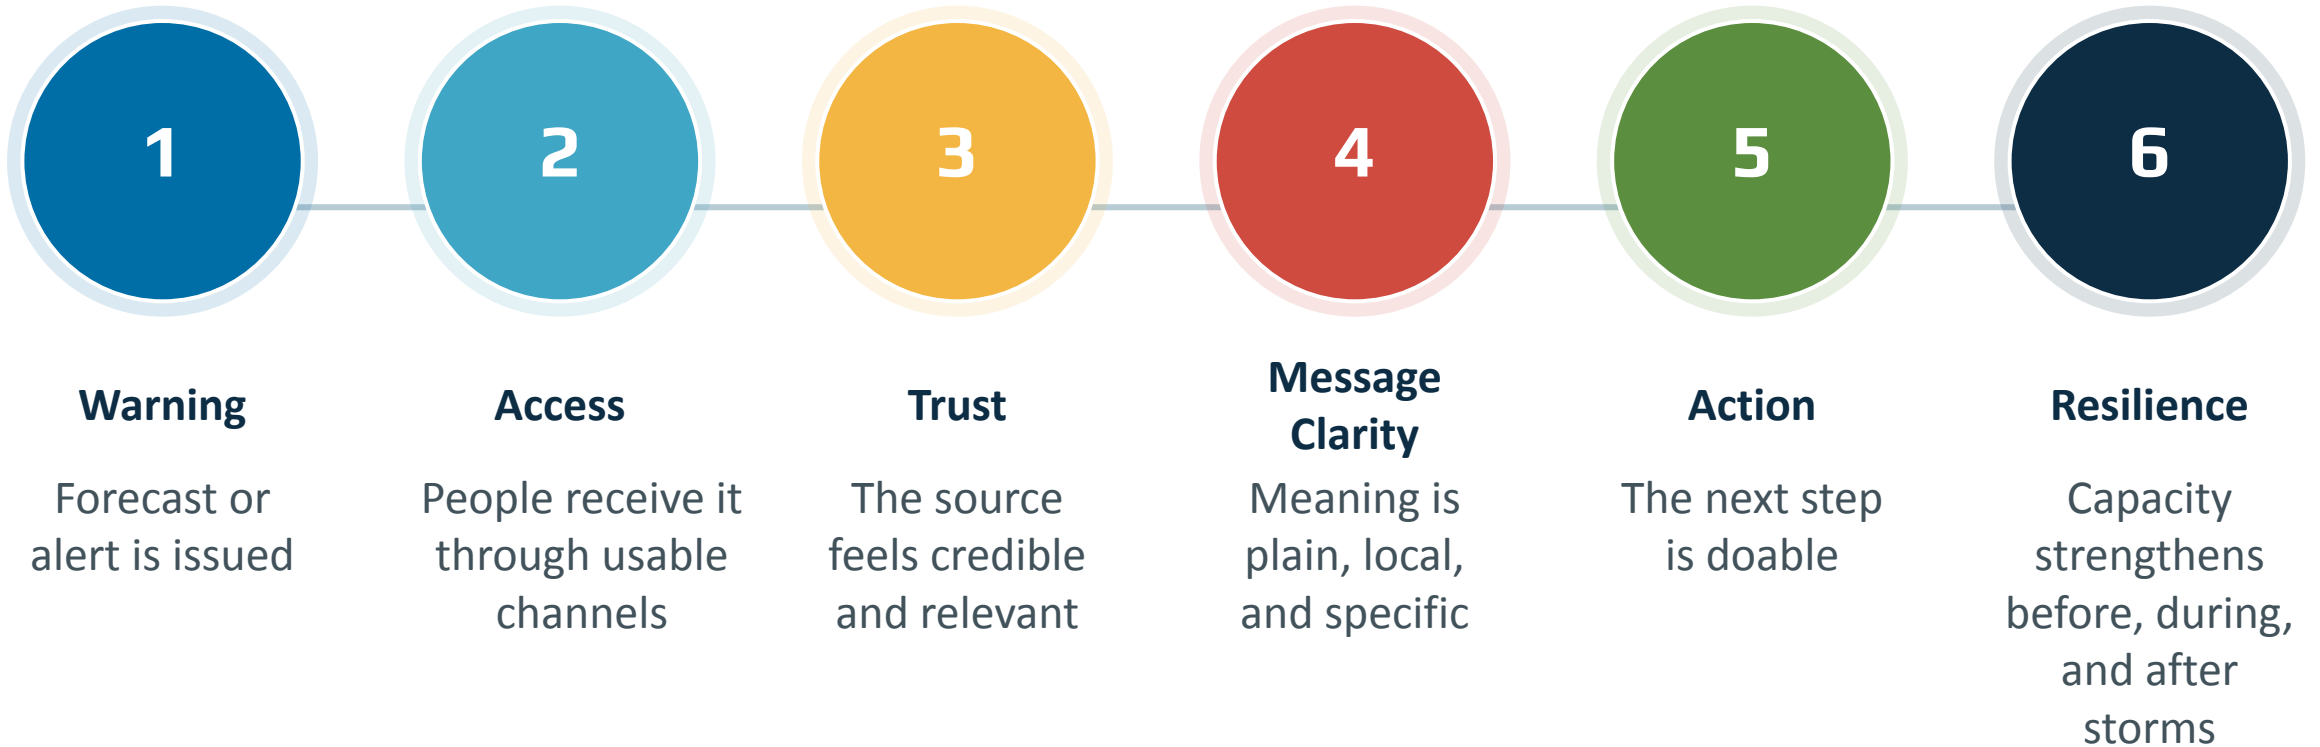 1
2
3
4
5
6
Warning
Forecast or
alert is issued
Access
People receive it
through usable
channels
Trust
The source
feels credible
and relevant
Message
Clarity
Meaning is
plain, local,
and specific
Action
The next step
is doable
Resilience
Capacity
strengthens
before, during,
and after
storms